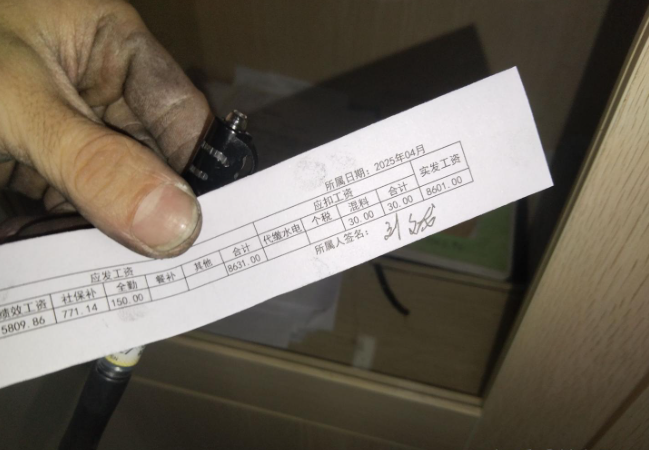 所属日期：2025年04月
应发工资 应扣工资 实发工资
绩效工资 社保补 全勤 餐补 其他 合计 代缴水电 个税 混料 合计
5809.86 771.14 150.00 8631.00 30.00 30.00 8601.00
所属人签名：